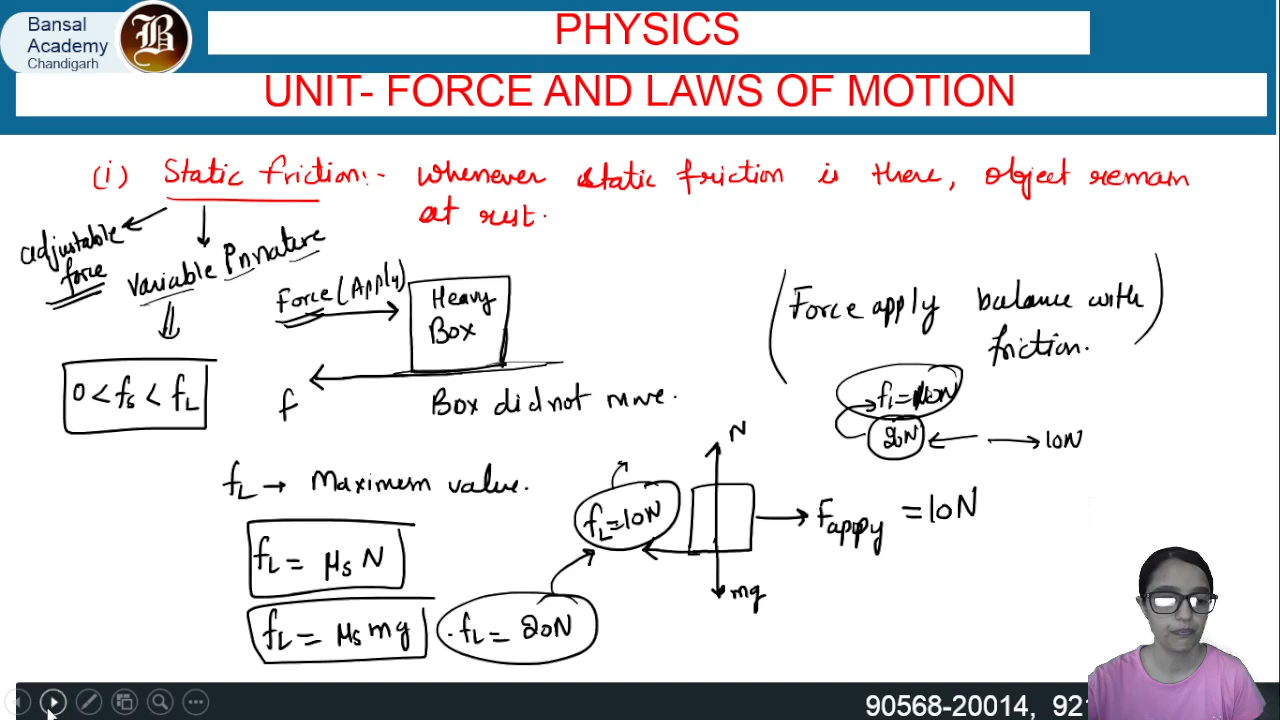 Bansal
Academy
Chandigarh
B
PHYSICS
UNIT- FORCE AND LAWS OF MOTION
(i) Static friction:- whenever static friction is there, object remain
at rest.
adjustable
force
variable in nature
Force (Apply)
Heavy
Box
(Force apply balance with
friction.)
0 < fs < fL
f
Box did not move.
20N
10N
fL → Maximum value.
N
fL=10N
Fapply = 10N
fL = μs N
mg
fL = μs mg
fL = 20N
90568-20014, 921